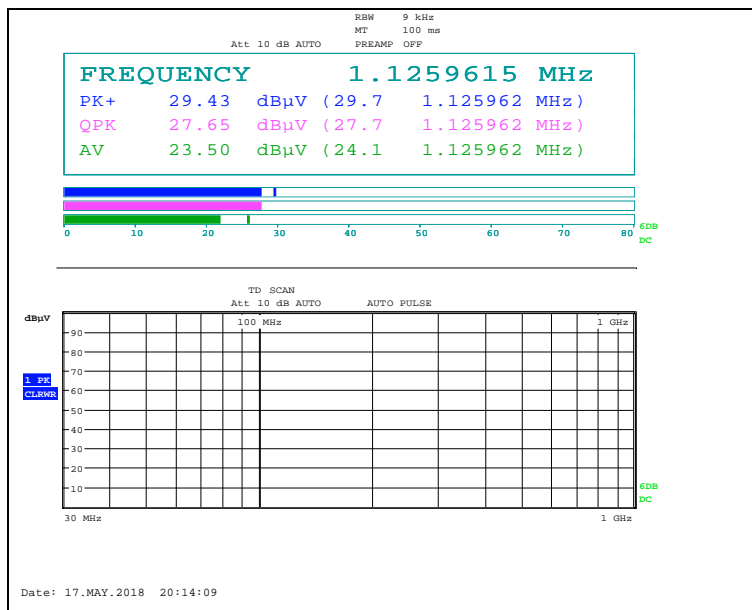 RBW 9 kHz
MT 100 ms
Att 10 dB AUTO PREAMP OFF
FREQUENCY 1.1259615 MHz
PK+ 29.43 dBµV (29.7 1.125962 MHz)
QPK 27.65 dBµV (27.7 1.125962 MHz)
AV 23.50 dBµV (24.1 1.125962 MHz)
0 10 20 30 40 50 60 70 80
6DB
DC
TD SCAN
Att 10 dB AUTO AUTO PULSE
dBµV
100 MHz 1 GHz
90
80
70
1 PK
CLRWR
60
50
40
30
20
10
6DB
DC
30 MHz 1 GHz
Date: 17.MAY.2018 20:14:09